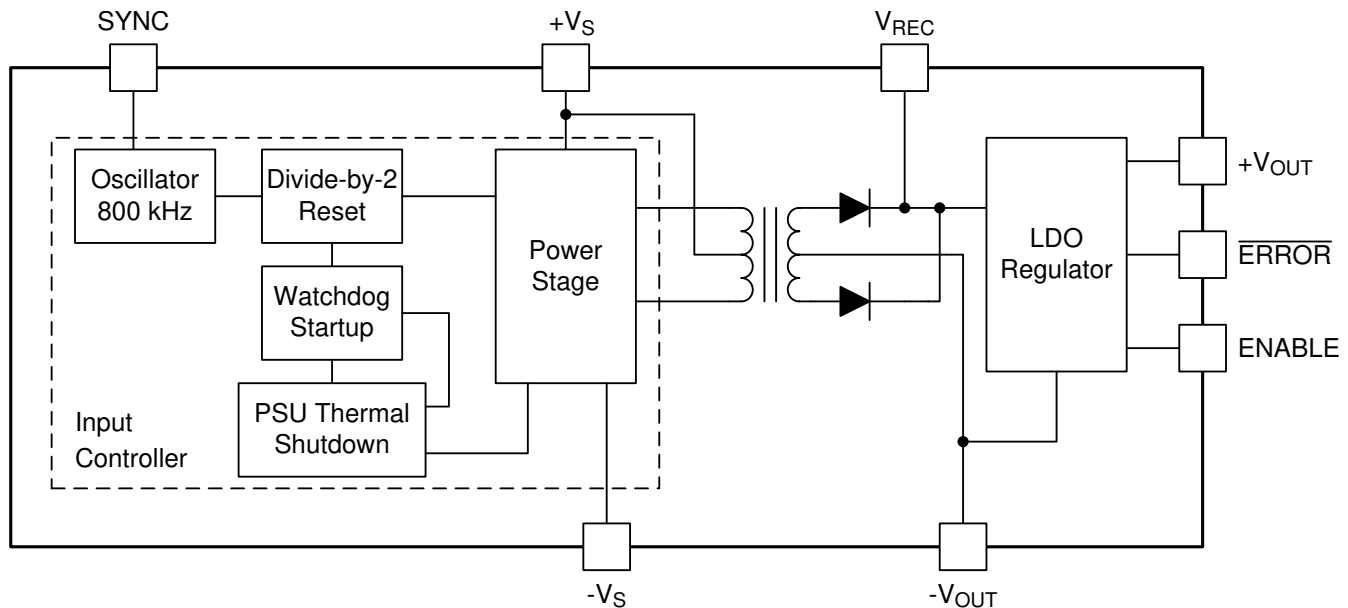 SYNC
+VS
VREC
Oscillator
800 kHz
Divide-by-2
Reset
Watchdog
Startup
PSU Thermal
Shutdown
Input
Controller
Power
Stage
LDO
Regulator
+VOUT
ERROR
ENABLE
-VS
-VOUT